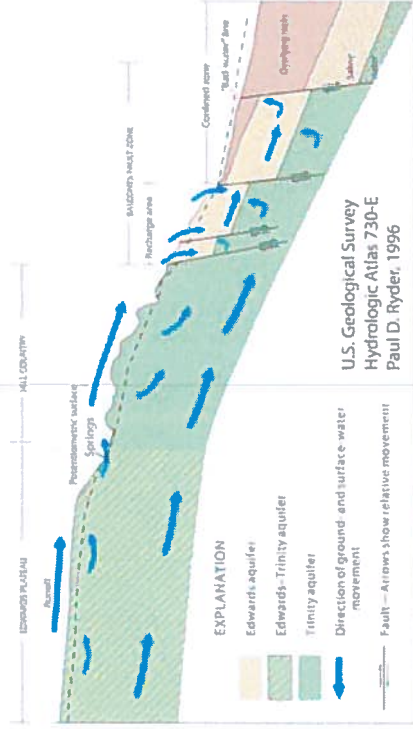 EDWARDS PLATEAU
HILL COUNTRY
BALCONES FAULT ZONE
Runoff
Potentiometric surface
Springs
Recharge area
Confined zone
"Bad-water" line
Overlying rocks
Saline
water
EXPLANATION
Edwards aquifer
Edwards-Trinity aquifer
Trinity aquifer
Direction of ground- and surface-water
movement
Fault – Arrows show relative movement
U.S. Geological Survey
Hydrologic Atlas 730-E
Paul D. Ryder, 1996